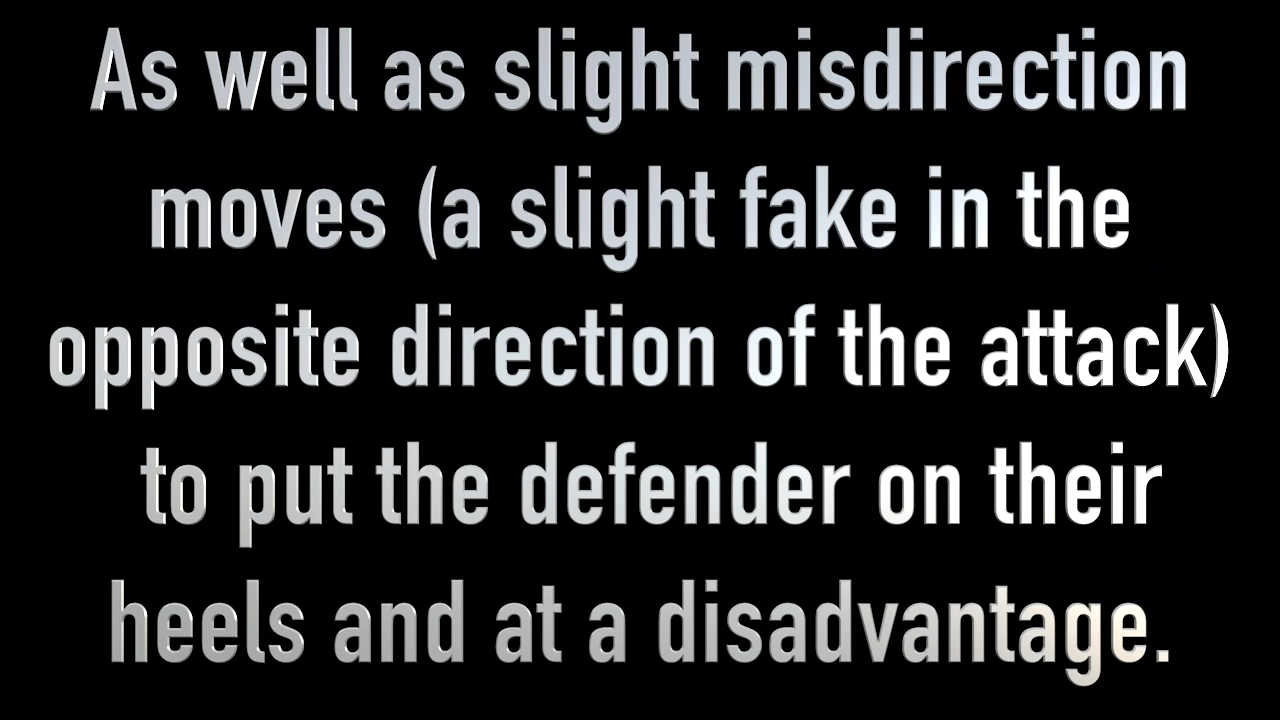 As well as slight misdirection
moves (a slight fake in the
opposite direction of the attack)
to put the defender on their
heels and at a disadvantage.